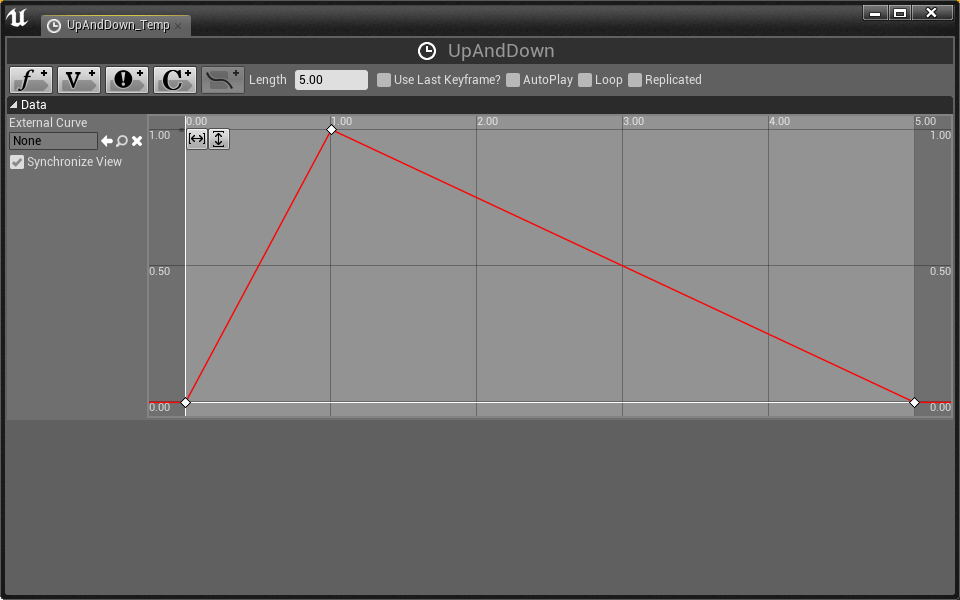 UpAndDown_Temp
UpAndDown
f+ V+ !+ C+ Length 5.00 Use Last Keyframe? AutoPlay Loop Replicated
Data
External Curve
None
Synchronize View
0.00 1.00 2.00 3.00 4.00 5.00
1.00 1.00
0.50 0.50
0.00 0.00